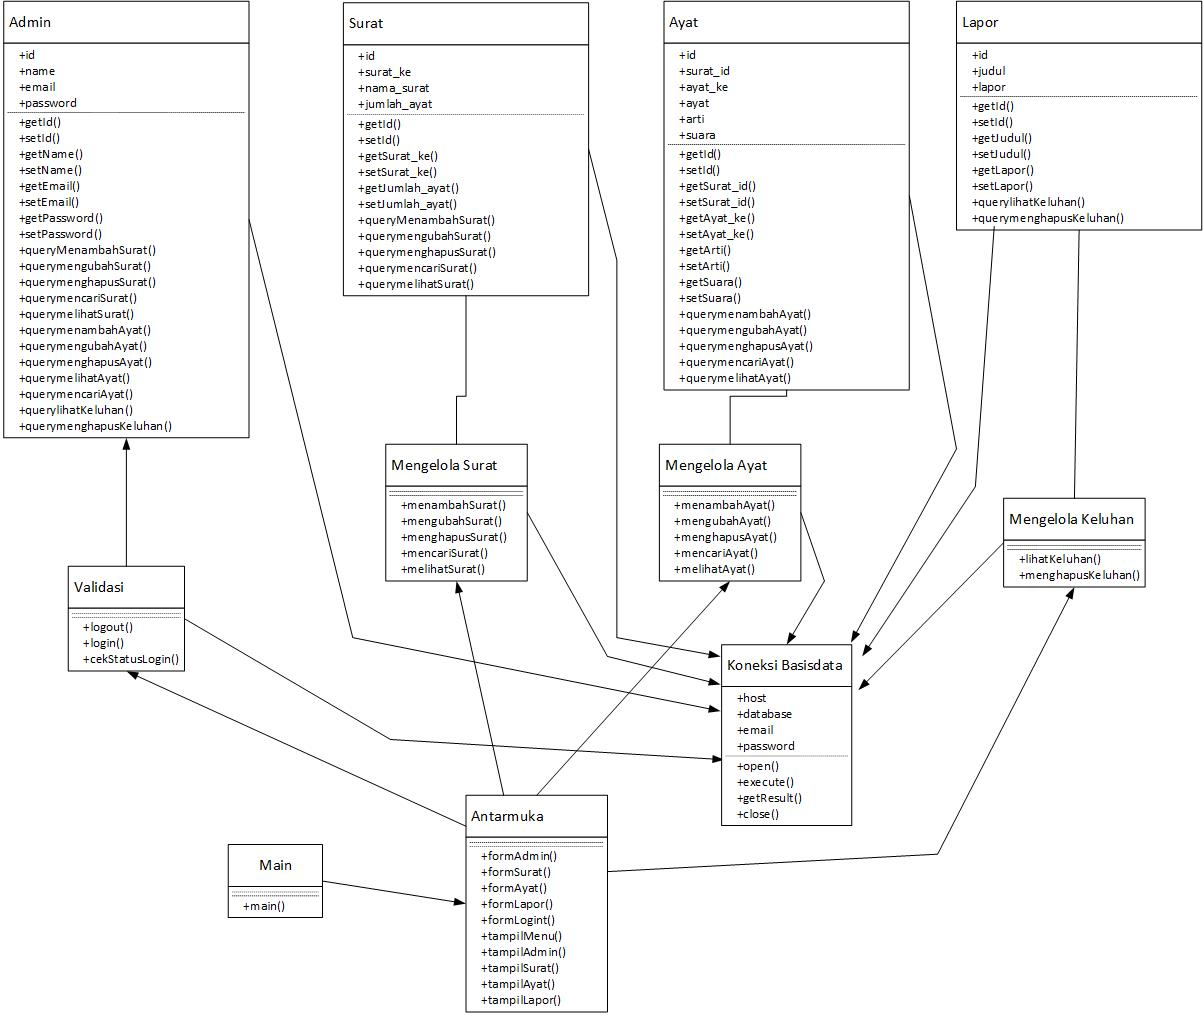 Admin
+id
+name
+email
+password
+getId()
+setId()
+getName()
+setName()
+getEmail()
+setEmail()
+getPassword()
+setPassword()
+queryMenambahSurat()
+querymengubahSurat()
+querymenghapusSurat()
+querymencariSurat()
+querymelihatSurat()
+querymenambahAyat()
+querymengubahAyat()
+querymenghapusAyat()
+querymelihatAyat()
+querymencariAyat()
+querylihatKeluhan()
+querymenghapusKeluhan()
Surat
+id
+surat_ke
+nama_surat
+jumlah_ayat
+getId()
+setId()
+getSurat_ke()
+setSurat_ke()
+getJumlah_ayat()
+setJumlah_ayat()
+queryMenambahSurat()
+querymengubahSurat()
+querymenghapusSurat()
+querymencariSurat()
+querymelihatSurat()
Ayat
+id
+surat_id
+ayat_ke
+ayat
+arti
+suara
+getId()
+setId()
+getSurat_id()
+setSurat_id()
+getAyat_ke()
+setAyat_ke()
+getArti()
+setArti()
+getSuara()
+setSuara()
+querymenambahAyat()
+querymengubahAyat()
+querymenghapusAyat()
+querymencariAyat()
+querymelihatAyat()
Lapor
+id
+judul
+lapor
+getId()
+setId()
+getJudul()
+setJudul()
+getLapor()
+setLapor()
+querylihatKeluhan()
+querymenghapusKeluhan()
Mengelola Surat
+menambahSurat()
+mengubahSurat()
+menghapusSurat()
+mencariSurat()
+melihatSurat()
Mengelola Ayat
+menambahAyat()
+mengubahAyat()
+menghapusAyat()
+mencariAyat()
+melihatAyat()
Mengelola Keluhan
+lihatKeluhan()
+menghapusKeluhan()
Validasi
+logout()
+login()
+cekStatusLogin()
Koneksi Basisdata
+host
+database
+email
+password
+open()
+execute()
+getResult()
+close()
Main
+main()
Antarmuka
+formAdmin()
+formSurat()
+formAyat()
+formLapor()
+formLogint()
+tampilMenu()
+tampilAdmin()
+tampilSurat()
+tampilAyat()
+tampilLapor()